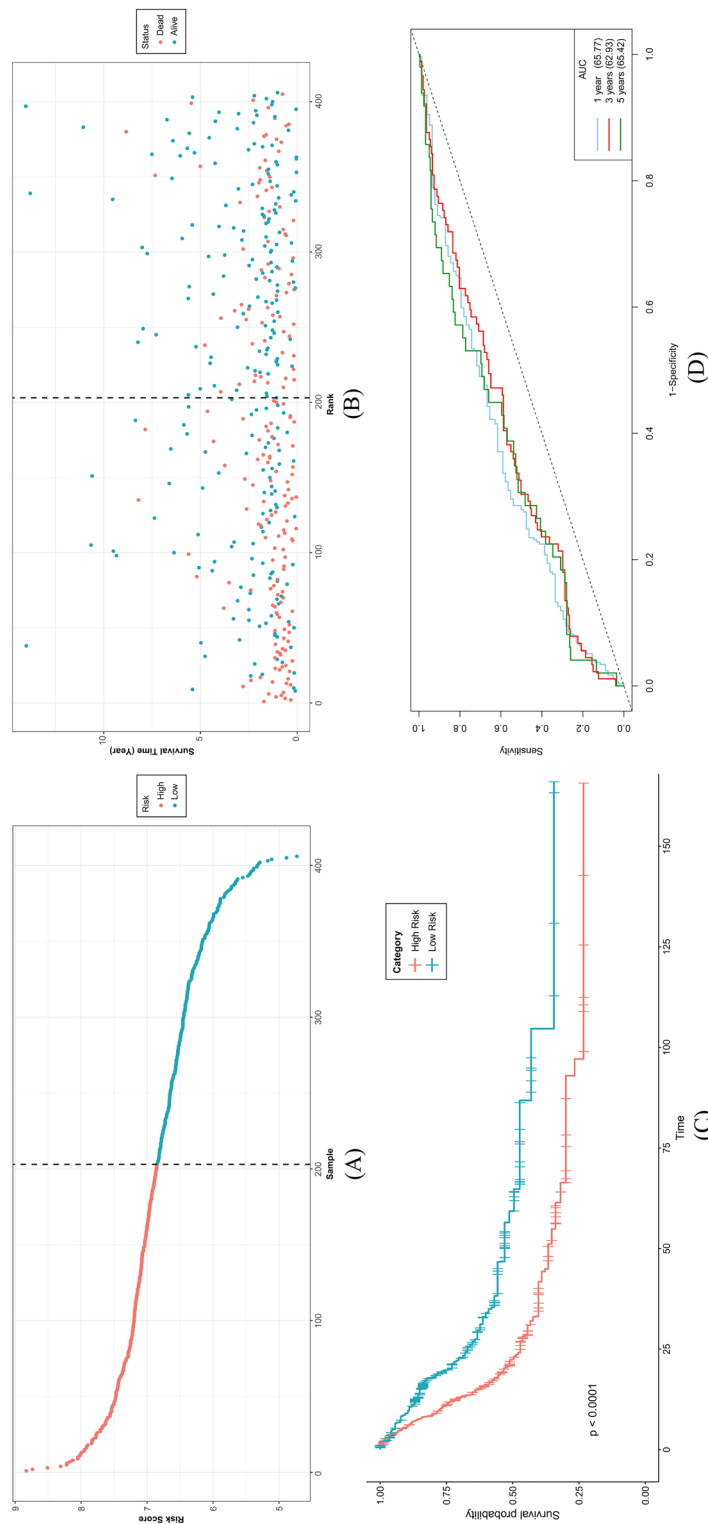 9
8
7
6
5
Risk Score
0
100
200
300
400
Sample
Risk
High
Low
(A)
10
5
0
Survival Time (Year)
0
100
200
300
400
Rank
Status
Dead
Alive
(B)
1.00
0.75
0.50
0.25
0.00
Survival probability
0
25
50
75
100
125
150
Time
p < 0.0001
Category
High Risk
Low Risk
(C)
1.0
0.8
0.6
0.4
0.2
0.0
Sensitivity
0.0
0.2
0.4
0.6
0.8
1.0
1−Specificity
AUC
1 year (65.77)
3 years (62.93)
5 years (65.42)
(D)